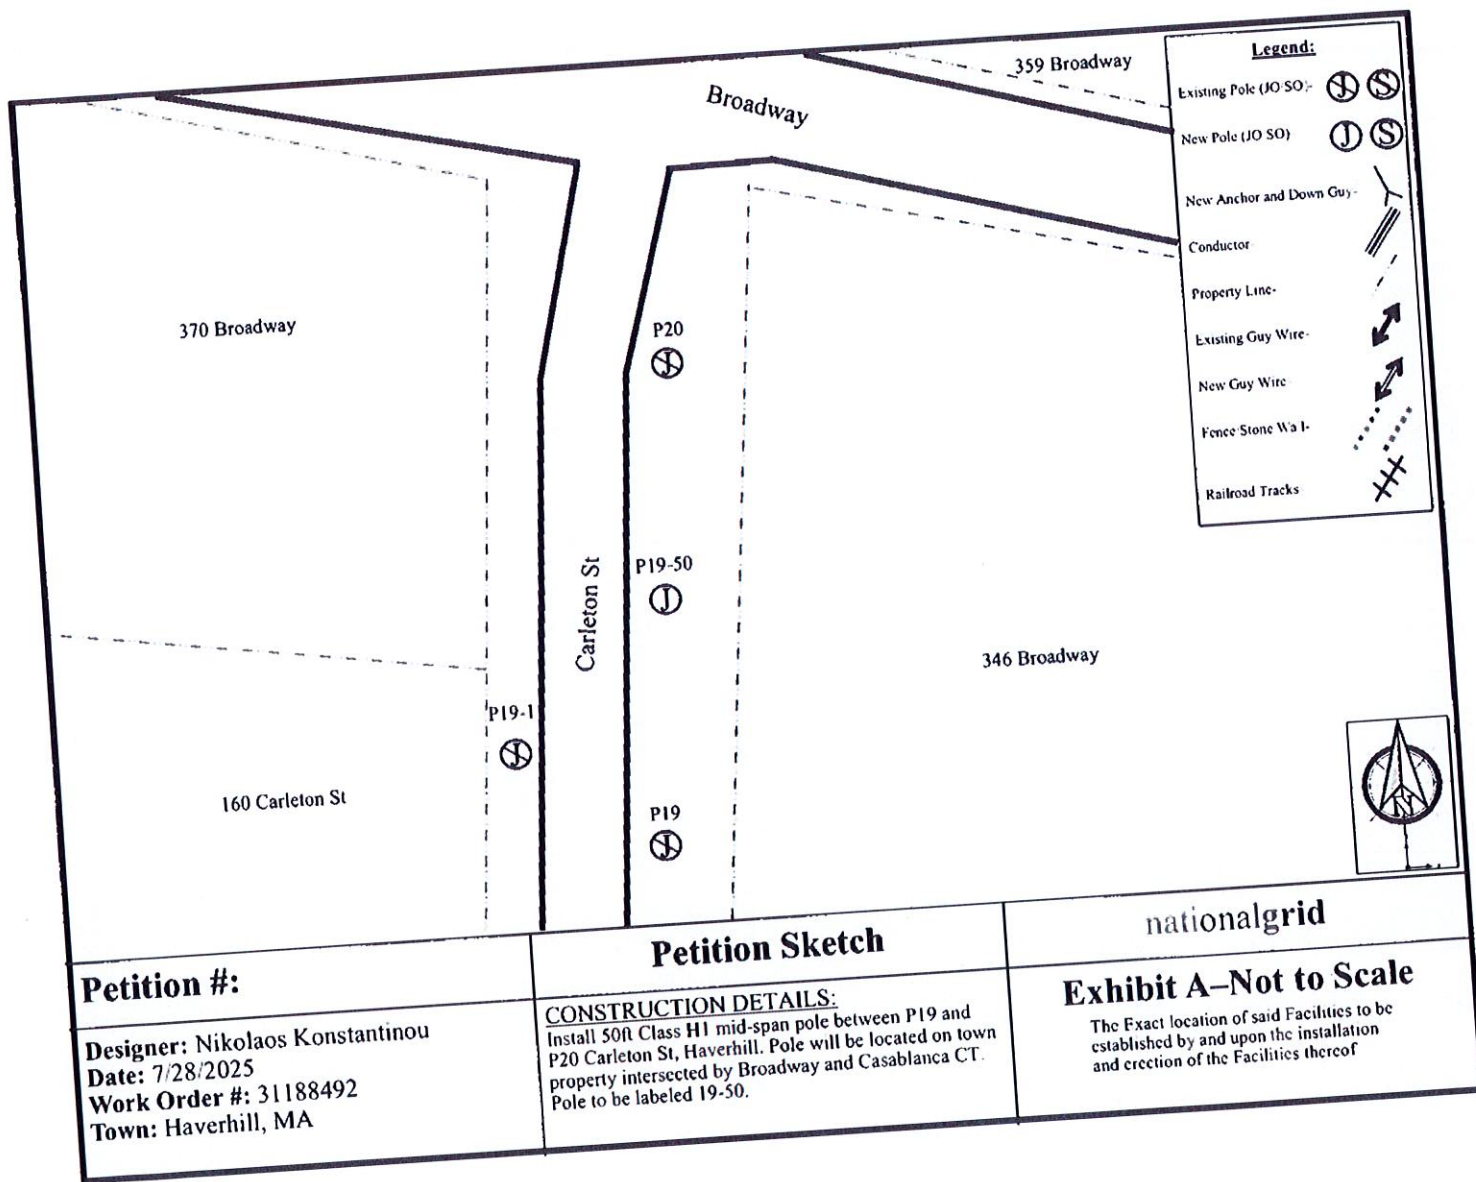 359 Broadway
Broadway
370 Broadway
P20
J
P19-50
J
Carleton St
346 Broadway
P19-1
J
160 Carleton St
P19
J
Legend:
Existing Pole (JO SO)- J S
New Pole (JO SO) J S
New Anchor and Down Guy-
Conductor
Property Line-
Existing Guy Wire-
New Guy Wire
Fence Stone Wall-
Railroad Tracks
N
Petition #:
Designer: Nikolaos Konstantinou
Date: 7/28/2025
Work Order #: 31188492
Town: Haverhill, MA
Petition Sketch
CONSTRUCTION DETAILS:
Install 50ft Class H1 mid-span pole between P19 and
P20 Carleton St, Haverhill. Pole will be located on town
property intersected by Broadway and Casablanca CT.
Pole to be labeled 19-50.
nationalgrid
Exhibit A–Not to Scale
The Exact location of said Facilities to be
established by and upon the installation
and erection of the Facilities thereof